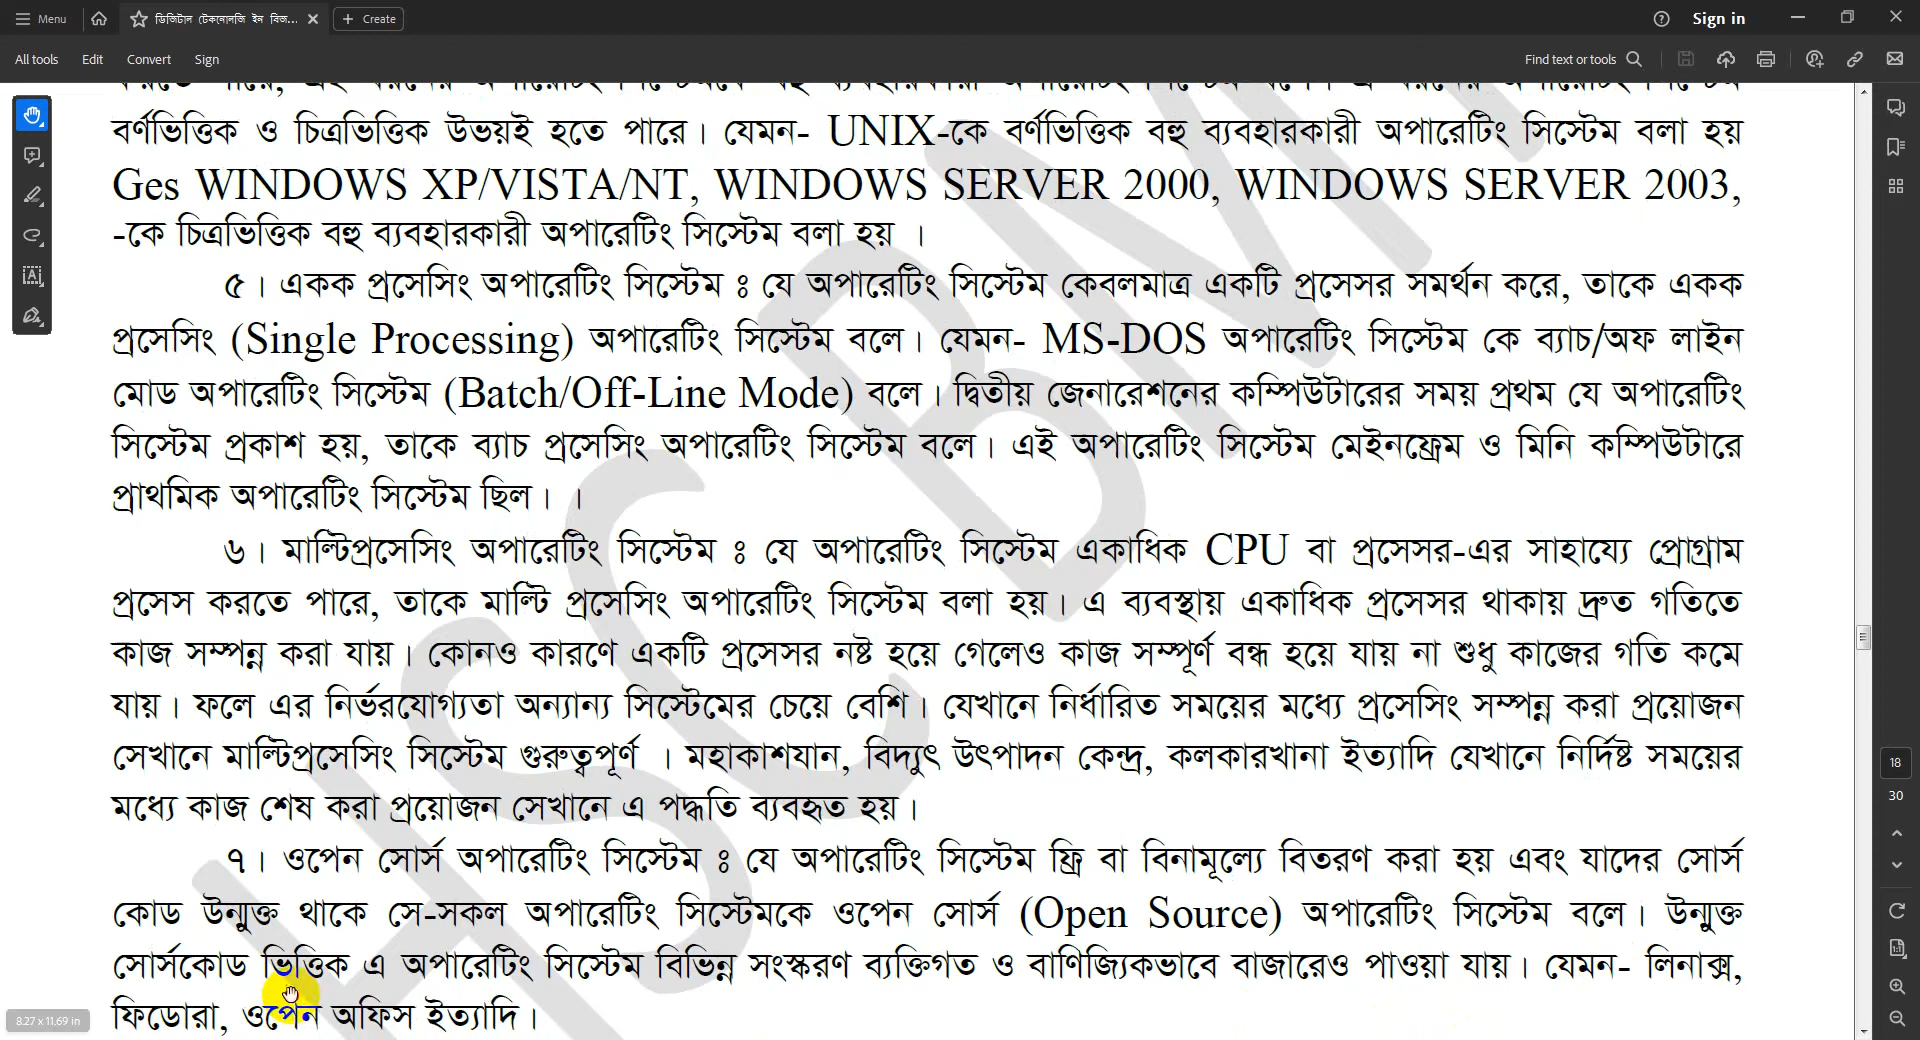 Menu
ডিজিটাল টেকনোলজি ইন বিজ...
Create
Sign in
All tools Edit Convert Sign
Find text or tools
বর্ণভিত্তিক ও চিত্রভিত্তিক উভয়ই হতে পারে। যেমন- UNIX-কে বর্ণভিত্তিক বহু ব্যবহারকারী অপারেটিং সিস্টেম বলা হয়
Ges WINDOWS XP/VISTA/NT, WINDOWS SERVER 2000, WINDOWS SERVER 2003,
-কে চিত্রভিত্তিক বহু ব্যবহারকারী অপারেটিং সিস্টেম বলা হয় ।
৫। একক প্রসেসিং অপারেটিং সিস্টেম ঃ যে অপারেটিং সিস্টেম কেবলমাত্র একটি প্রসেসর সমর্থন করে, তাকে একক
প্রসেসিং (Single Processing) অপারেটিং সিস্টেম বলে। যেমন- MS-DOS অপারেটিং সিস্টেম কে ব্যাচ/অফ লাইন
মোড অপারেটিং সিস্টেম (Batch/Off-Line Mode) বলে। দ্বিতীয় জেনারেশনের কম্পিউটারের সময় প্রথম যে অপারেটিং
সিস্টেম প্রকাশ হয়, তাকে ব্যাচ প্রসেসিং অপারেটিং সিস্টেম বলে। এই অপারেটিং সিস্টেম মেইনফ্রেম ও মিনি কম্পিউটারে
প্রাথমিক অপারেটিং সিস্টেম ছিল। ।
৬। মাল্টিপ্রসেসিং অপারেটিং সিস্টেম ঃ যে অপারেটিং সিস্টেম একাধিক CPU বা প্রসেসর-এর সাহায্যে প্রোগ্রাম
প্রসেস করতে পারে, তাকে মাল্টি প্রসেসিং অপারেটিং সিস্টেম বলা হয়। এ ব্যবস্থায় একাধিক প্রসেসর থাকায় দ্রুত গতিতে
কাজ সম্পন্ন করা যায়। কোনও কারণে একটি প্রসেসর নষ্ট হয়ে গেলেও কাজ সম্পূর্ণ বন্ধ হয়ে যায় না শুধু কাজের গতি কমে
যায়। ফলে এর নির্ভরযোগ্যতা অন্যান্য সিস্টেমের চেয়ে বেশি। যেখানে নির্ধারিত সময়ের মধ্যে প্রসেসিং সম্পন্ন করা প্রয়োজন
সেখানে মাল্টিপ্রসেসিং সিস্টেম গুরুত্বপূর্ণ । মহাকাশযান, বিদ্যুৎ উৎপাদন কেন্দ্র, কলকারখানা ইত্যাদি যেখানে নির্দিষ্ট সময়ের
মধ্যে কাজ শেষ করা প্রয়োজন সেখানে এ পদ্ধতি ব্যবহৃত হয়।
৭। ওপেন সোর্স অপারেটিং সিস্টেম ঃ যে অপারেটিং সিস্টেম ফ্রি বা বিনামূল্যে বিতরণ করা হয় এবং যাদের সোর্স
কোড উন্মুক্ত থাকে সে-সকল অপারেটিং সিস্টেমকে ওপেন সোর্স (Open Source) অপারেটিং সিস্টেম বলে। উন্মুক্ত
সোর্সকোড ভিত্তিক এ অপারেটিং সিস্টেম বিভিন্ন সংস্করণ ব্যক্তিগত ও বাণিজ্যিকভাবে বাজারেও পাওয়া যায়। যেমন- লিনাক্স,
ফিডোরা, ওপেন অফিস ইত্যাদি।
HSC BM
18
30
8.27 x 11.69 in